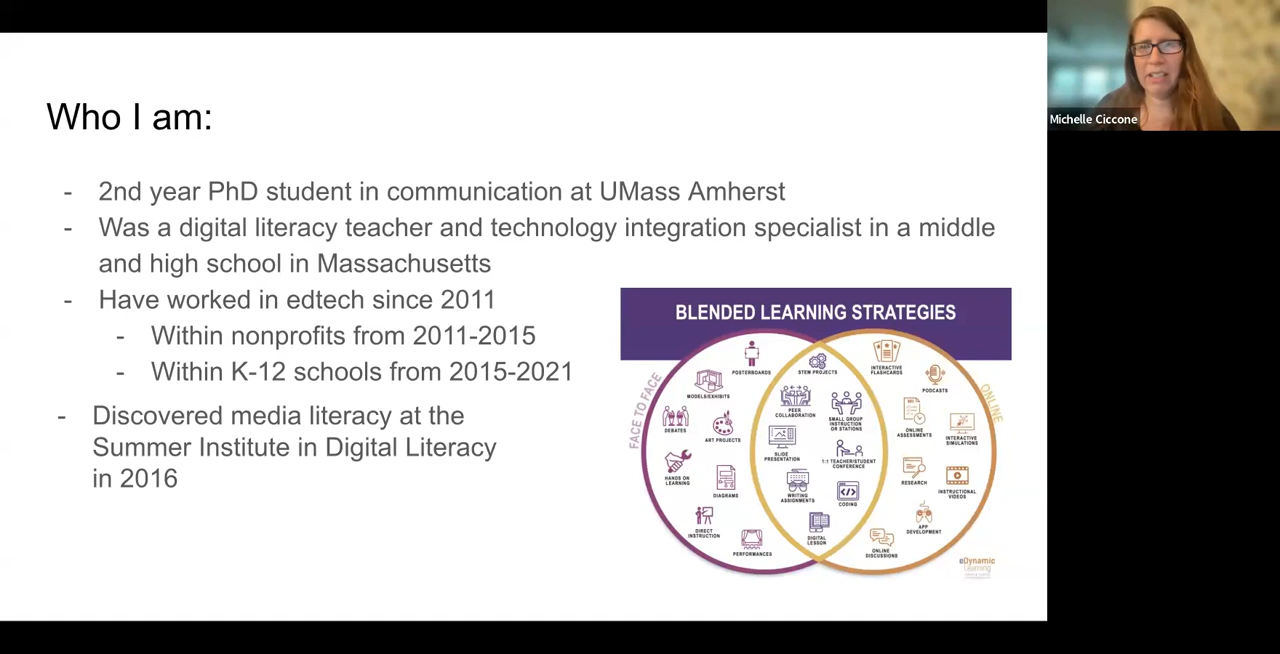 Who I am:
- 2nd year PhD student in communication at UMass Amherst
- Was a digital literacy teacher and technology integration specialist in a middle
and high school in Massachusetts
- Have worked in edtech since 2011
- Within nonprofits from 2011-2015
- Within K-12 schools from 2015-2021
- Discovered media literacy at the
Summer Institute in Digital Literacy
in 2016
BLENDED LEARNING STRATEGIES
FACE TO FACE
POSTERBOARDS
MODELS/EXHIBITS
DEBATES
ART PROJECTS
HANDS ON
LEARNING
DIAGRAMS
DIRECT
INSTRUCTION
PERFORMANCES
STEM PROJECTS
PEER
COLLABORATION
SMALL GROUP
INSTRUCTION
OR STATIONS
SLIDE
PRESENTATION
1:1 TEACHER/STUDENT
CONFERENCE
WRITING
ASSIGNMENTS
CODING
DIGITAL
LESSON
ONLINE
INTERACTIVE
FLASHCARDS
PODCASTS
ONLINE
ASSESSMENTS
INTERACTIVE
SIMULATIONS
RESEARCH
INSTRUCTIONAL
VIDEOS
APP
DEVELOPMENT
ONLINE
DISCUSSIONS
eDynamic
Learning
Michelle Ciccone